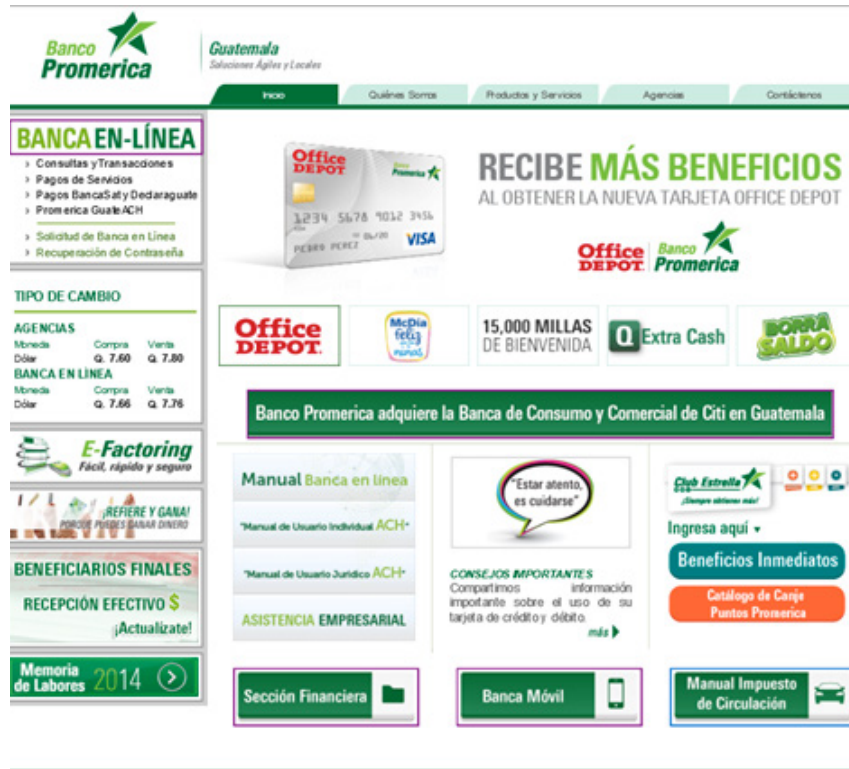 Banco
Promerica
Guatemala
Soluciones Ágiles y Locales
Inicio
Quiénes Somos
Productos y Servicios
Agencias
Contáctenos
BANCA EN-LÍNEA
› Consultas y Transacciones
› Pagos de Servicios
› Pagos BancaSat y Declaraguate
› Promerica GuateACH
› Solicitud de Banca en Línea
› Recuperación de Contraseña
TIPO DE CAMBIO
AGENCIAS
Moneda Compra Venta
Dólar Q. 7.60 Q. 7.80
BANCA EN LÍNEA
Moneda Compra Venta
Dólar Q. 7.66 Q. 7.76
E-Factoring
Fácil, rápido y seguro
¡REFIERE Y GANA!
PORQUE PUEDES GANAR DINERO
BENEFICIARIOS FINALES
RECEPCIÓN EFECTIVO $
¡Actualízate!
Memoria
de Labores 2014
Office
DEPOT
Banco
Promerica
1234 5678 9012 3456
06/20
PEDRO PEREZ
VISA
RECIBE MÁS BENEFICIOS
AL OBTENER LA NUEVA TARJETA OFFICE DEPOT
Office
DEPOT
Banco
Promerica
Office
DEPOT
McDía
feliz
niños
15,000 MILLAS
DE BIENVENIDA
Q Extra Cash
BORRA
SALDO
Banco Promerica adquiere la Banca de Consumo y Comercial de Citi en Guatemala
Manual Banca en línea
"Manual de Usuario Individual ACH"
"Manual de Usuario Jurídico ACH"
ASISTENCIA EMPRESARIAL
"Estar atento,
es cuidarse"
CONSEJOS IMPORTANTES
Compartimos información
importante sobre el uso de su
tarjeta de crédito y débito.
más
Club Estrella
¡Siempre obtienes más!
Ingresa aquí
Beneficios Inmediatos
Catálogo de Canje
Puntos Promerica
Sección Financiera
Banca Móvil
Manual Impuesto
de Circulación